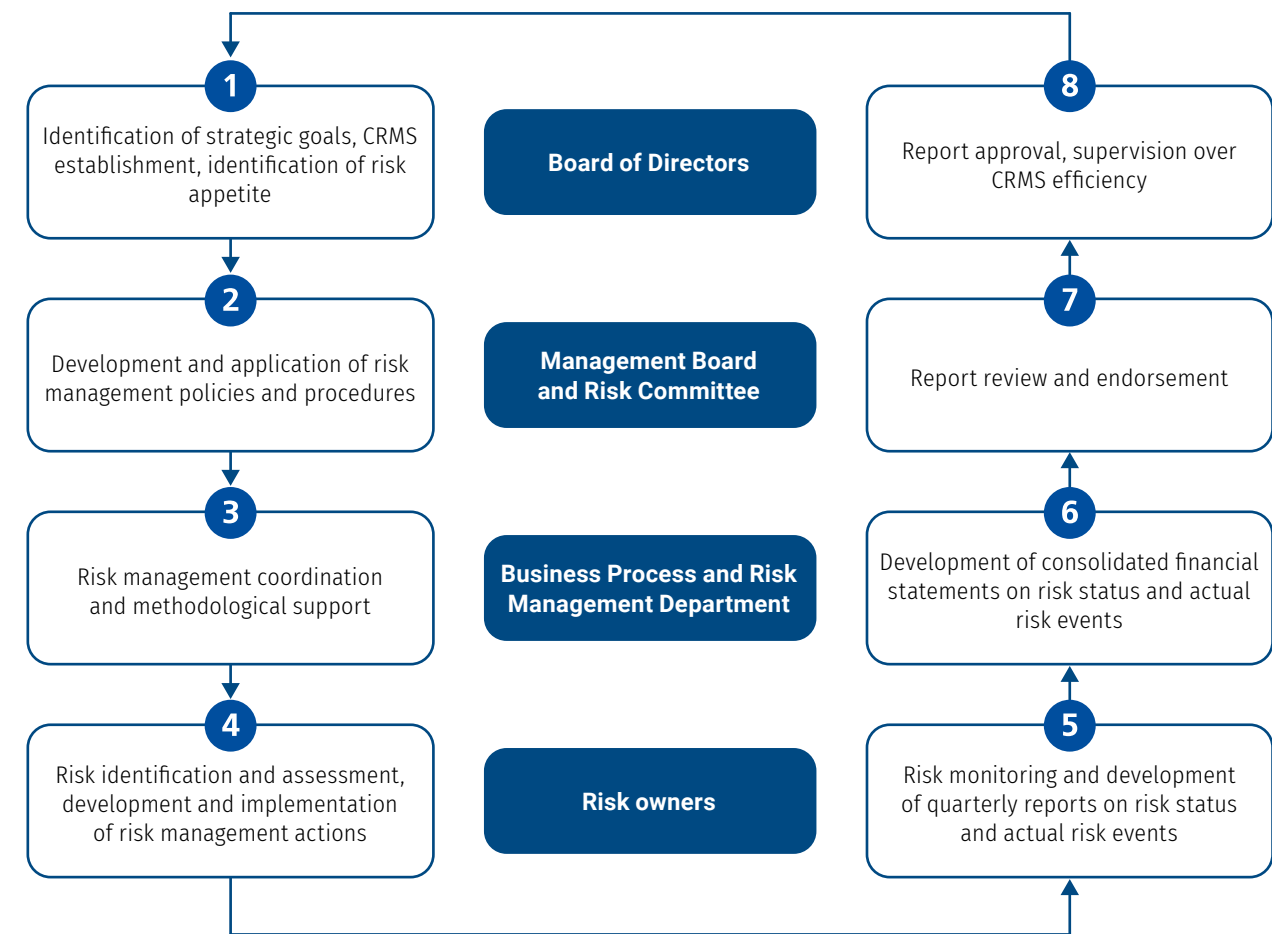 1
Identification of strategic goals, CRMS
establishment, identification of risk
appetite
Board of Directors
8
Report approval, supervision over
CRMS efficiency
2
Development and application of risk
management policies and procedures
Management Board
and Risk Committee
7
Report review and endorsement
3
Risk management coordination
and methodological support
Business Process and Risk
Management Department
6
Development of consolidated financial
statements on risk status and actual
risk events
4
Risk identification and assessment,
development and implementation
of risk management actions
Risk owners
5
Risk monitoring and development
of quarterly reports on risk status
and actual risk events